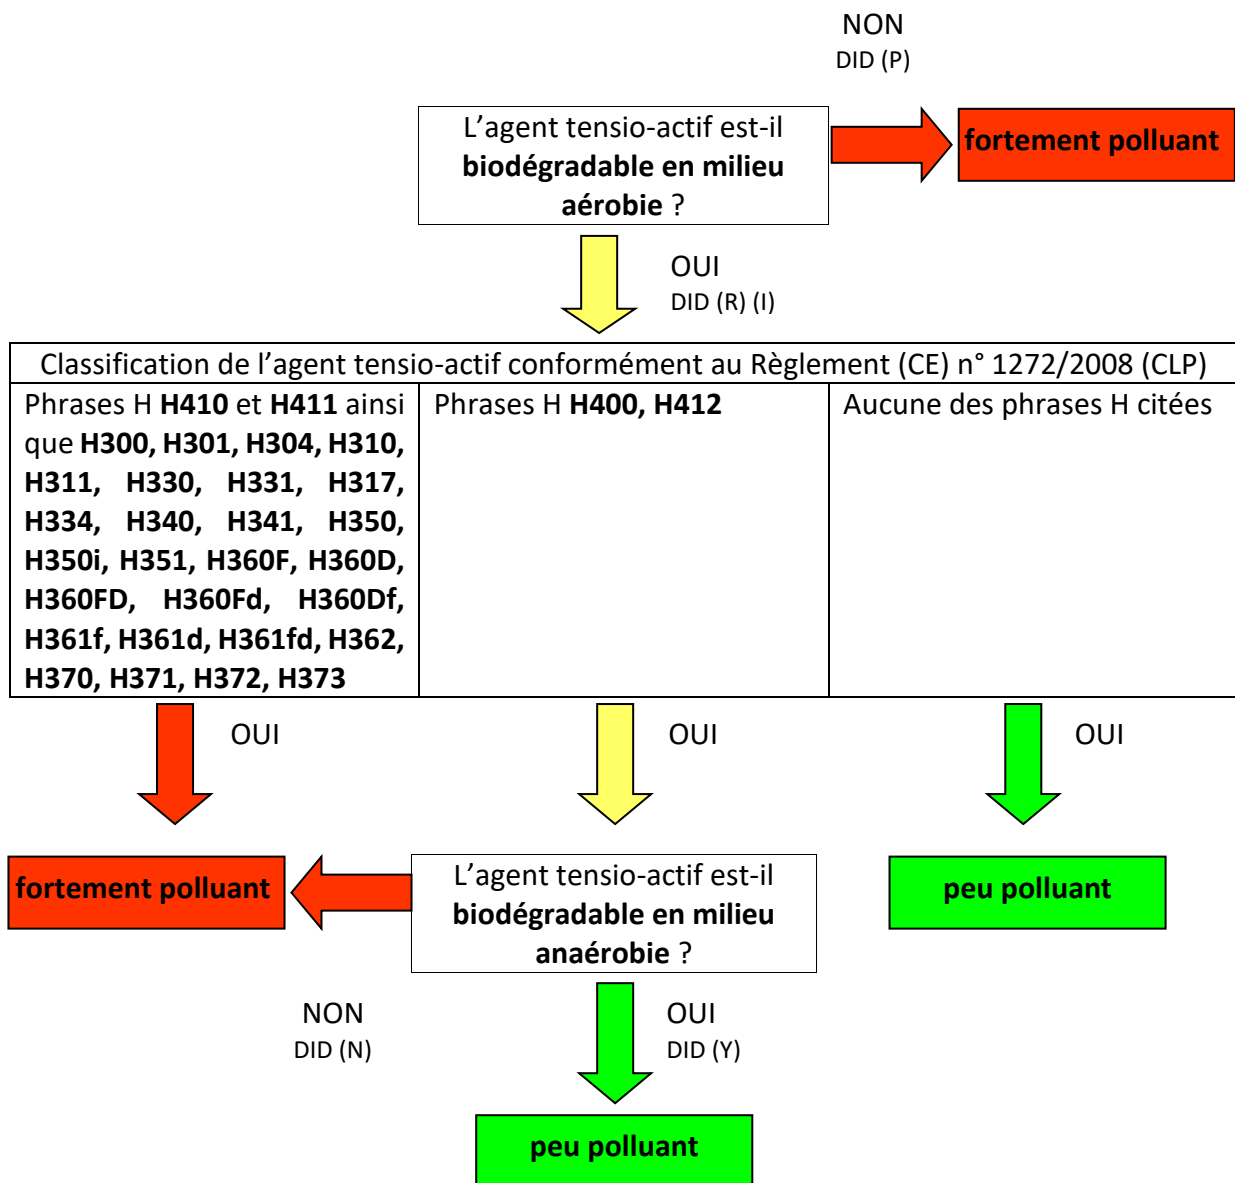 NON
DID (P)
L’agent tensio-actif est-il
biodégradable en milieu
aérobie ?
fortement polluant
OUI
DID (R) (I)
Classification de l’agent tensio-actif conformément au Règlement (CE) n° 1272/2008 (CLP)
Phrases H H410 et H411 ainsi
que H300, H301, H304, H310,
H311, H330, H331, H317,
H334, H340, H341, H350,
H350i, H351, H360F, H360D,
H360FD, H360Fd, H360Df,
H361f, H361d, H361fd, H362,
H370, H371, H372, H373
Phrases H H400, H412
Aucune des phrases H citées
OUI
OUI
OUI
fortement polluant
L’agent tensio-actif est-il
biodégradable en milieu
anaérobie ?
peu polluant
NON
DID (N)
OUI
DID (Y)
peu polluant